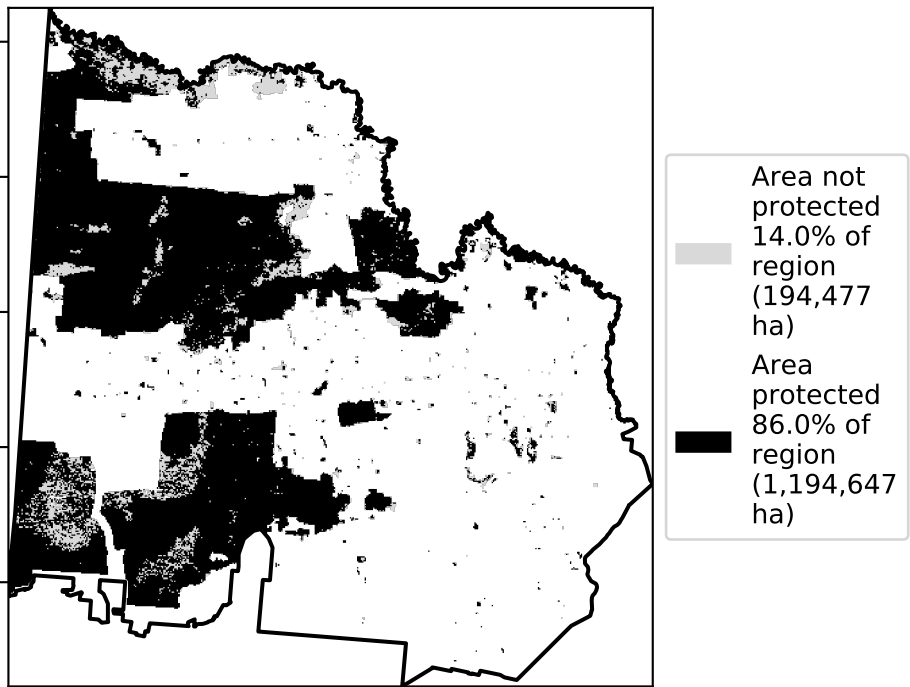 Area not
protected
14.0% of
region
(194,477
ha)
Area
protected
86.0% of
region
(1,194,647
ha)